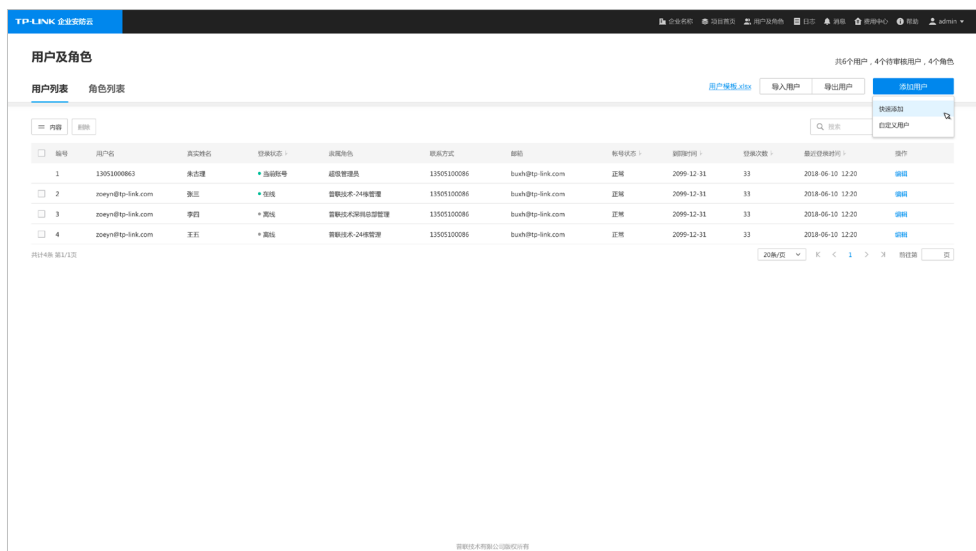 TP-LINK 企业安防云 企业名称 项目首页 用户及角色 日志 消息 应用中心 帮助 admin
用户及角色
共6个用户，4个待审核用户，4个角色
用户列表 角色列表 用户模板.xlsx 导入用户 导出用户 添加用户
快速添加
自定义用户
内容 删除 搜索
编号 用户名 真实姓名 登录状态 隶属角色 联系方式 邮箱 帐号状态 到期时间 登录次数 最近登录时间 操作
1 13051000863 朱志理 当前账号 超级管理员 13505100086 buxh@tp-link.com 正常 2099-12-31 33 2018-06-10 12:20 编辑
2 zoeyn@tp-link.com 张三 在线 普联技术-24栋管理 13505100086 buxh@tp-link.com 正常 2099-12-31 33 2018-06-10 12:20 编辑
3 zoeyn@tp-link.com 李四 离线 普联技术深圳总部管理 13505100086 buxh@tp-link.com 正常 2099-12-31 33 2018-06-10 12:20 编辑
4 zoeyn@tp-link.com 王五 离线 普联技术-24栋管理 13505100086 buxh@tp-link.com 正常 2099-12-31 33 2018-06-10 12:20 编辑
共计4条 第1/1页 20条/页 1 前往第 页
普联技术有限公司版权所有